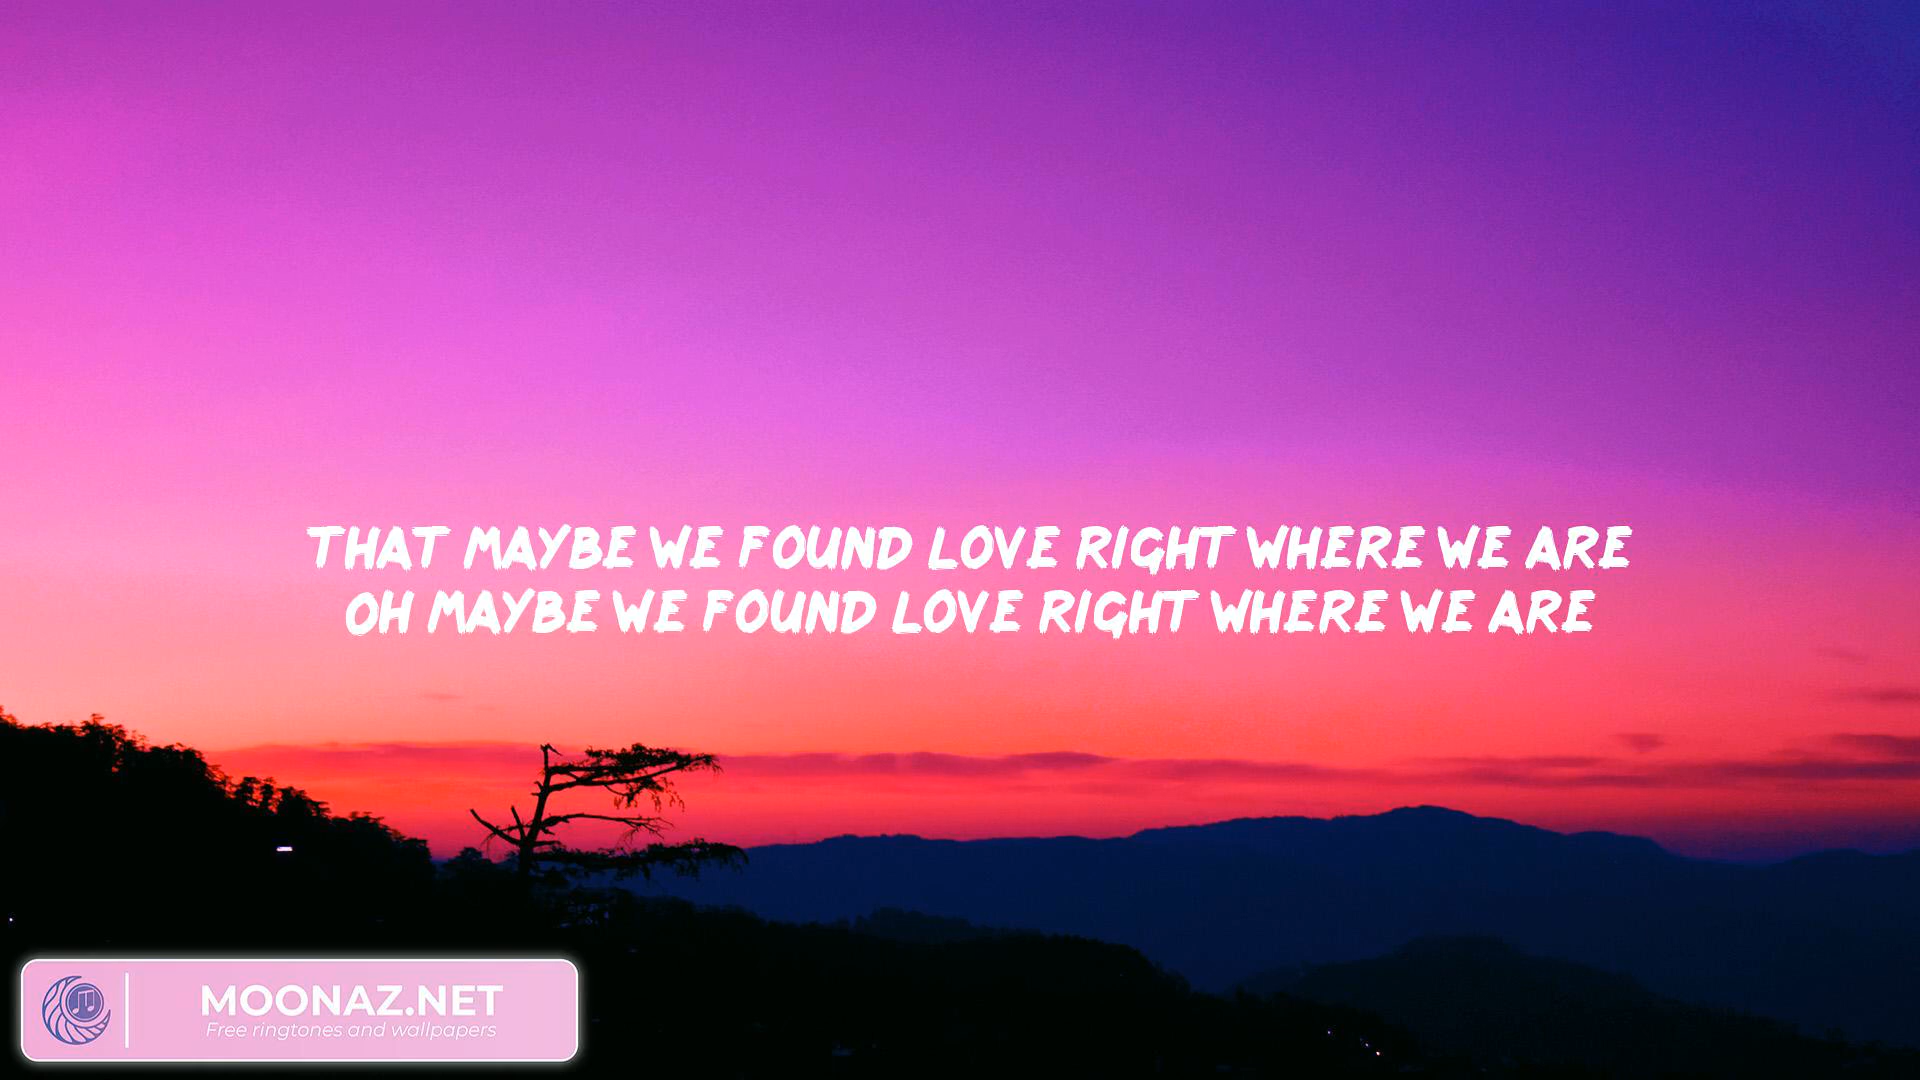 THAT MAYBE WE FOUND LOVE RIGHT WHERE WE ARE
OH MAYBE WE FOUND LOVE RIGHT WHERE WE ARE
MOONAZ.NET
Free ringtones and wallpapers